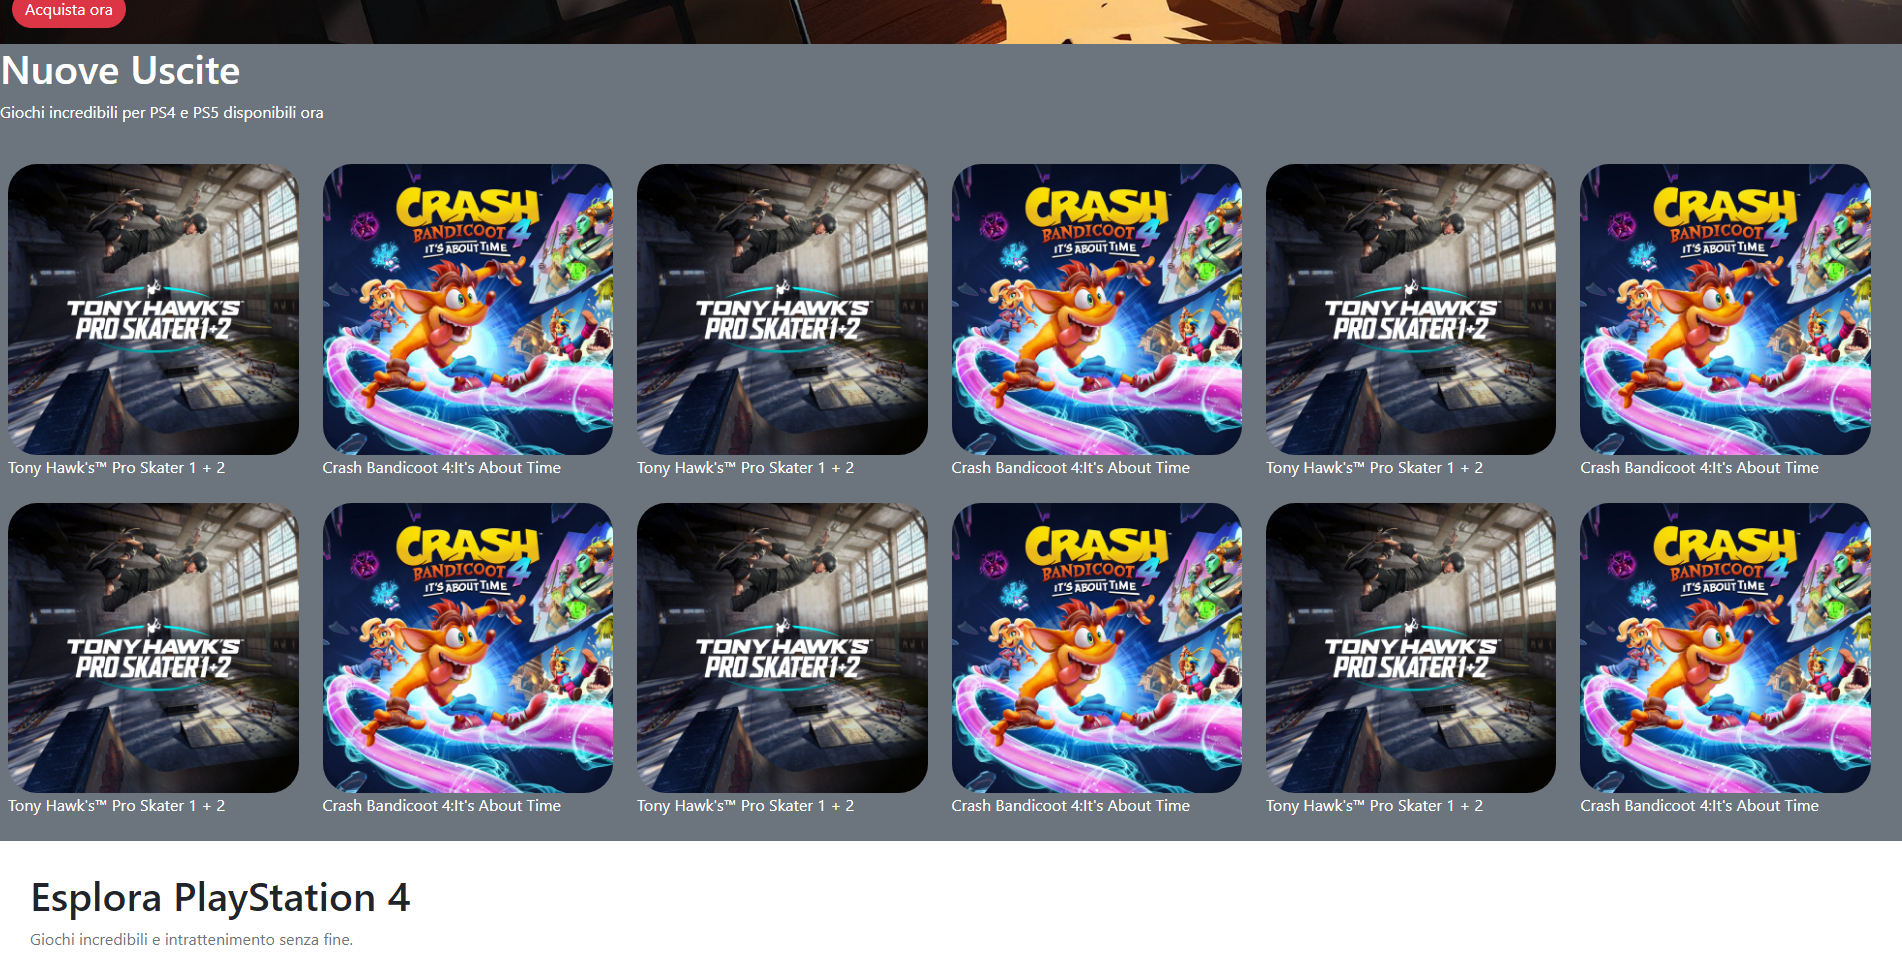 Acquista ora
Nuove Uscite
Giochi incredibili per PS4 e PS5 disponibili ora
CRASH BANDICOOT 4 IT'S ABOUT TIME CRASH BANDICOOT 4 IT'S ABOUT TIME CRASH BANDICOOT 4 IT'S ABOUT TIME
TONY HAWK'S PRO SKATER 1+2 TONY HAWK'S PRO SKATER 1+2 TONY HAWK'S PRO SKATER 1+2
Tony Hawk's™ Pro Skater 1 + 2 Crash Bandicoot 4:It's About Time Tony Hawk's™ Pro Skater 1 + 2 Crash Bandicoot 4:It's About Time Tony Hawk's™ Pro Skater 1 + 2 Crash Bandicoot 4:It's About Time
CRASH BANDICOOT 4 IT'S ABOUT TIME CRASH BANDICOOT 4 IT'S ABOUT TIME CRASH BANDICOOT 4 IT'S ABOUT TIME
TONY HAWK'S PRO SKATER 1+2 TONY HAWK'S PRO SKATER 1+2 TONY HAWK'S PRO SKATER 1+2
Tony Hawk's™ Pro Skater 1 + 2 Crash Bandicoot 4:It's About Time Tony Hawk's™ Pro Skater 1 + 2 Crash Bandicoot 4:It's About Time Tony Hawk's™ Pro Skater 1 + 2 Crash Bandicoot 4:It's About Time
Esplora PlayStation 4
Giochi incredibili e intrattenimento senza fine.